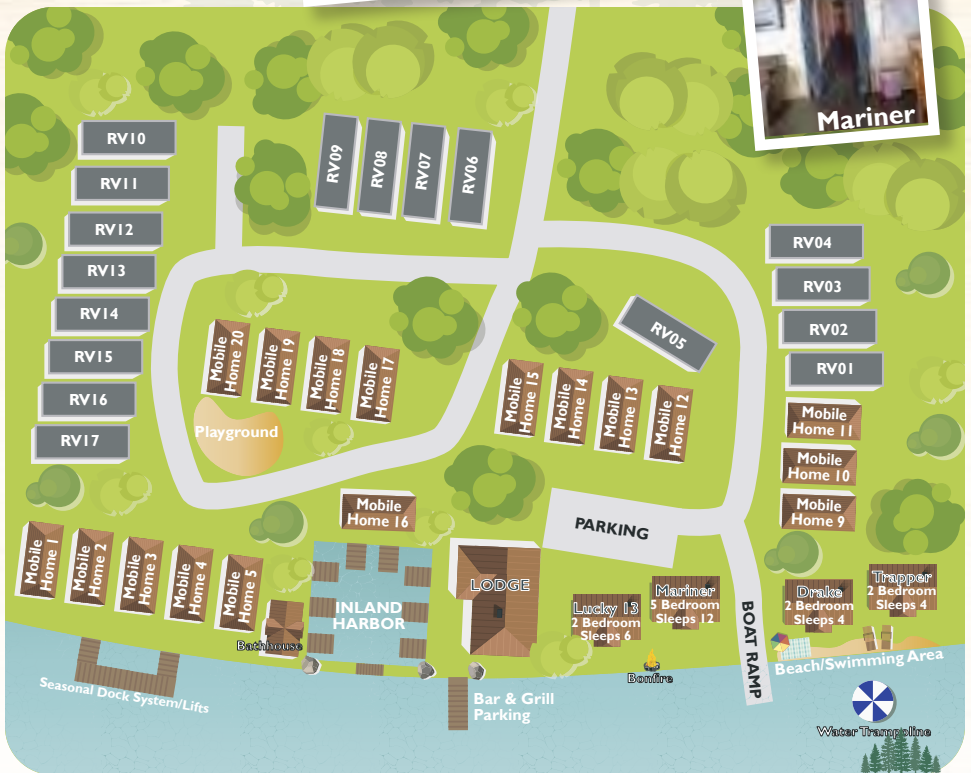 Mariner
RV10
RV11
RV12
RV13
RV14
RV15
RV16
RV17
RV09
RV08
RV07
RV06
RV04
RV03
RV02
RV01
RV05
Mobile
Home 20
Mobile
Home 19
Mobile
Home 18
Mobile
Home 17
Playground
Mobile
Home 15
Mobile
Home 14
Mobile
Home 13
Mobile
Home 12
Mobile
Home 11
Mobile
Home 10
Mobile
Home 9
Mobile
Home 16
PARKING
Mobile
Home 1
Mobile
Home 2
Mobile
Home 3
Mobile
Home 4
Mobile
Home 5
Bathhouse
INLAND
HARBOR
LODGE
Lucky 13
2 Bedroom
Sleeps 6
Mariner
5 Bedroom
Sleeps 12
Drake
2 Bedroom
Sleeps 4
Trapper
2 Bedroom
Sleeps 4
BOAT RAMP
Bonfire
Beach/Swimming Area
Seasonal Dock System/Lifts
Bar & Grill
Parking
Water Trampoline